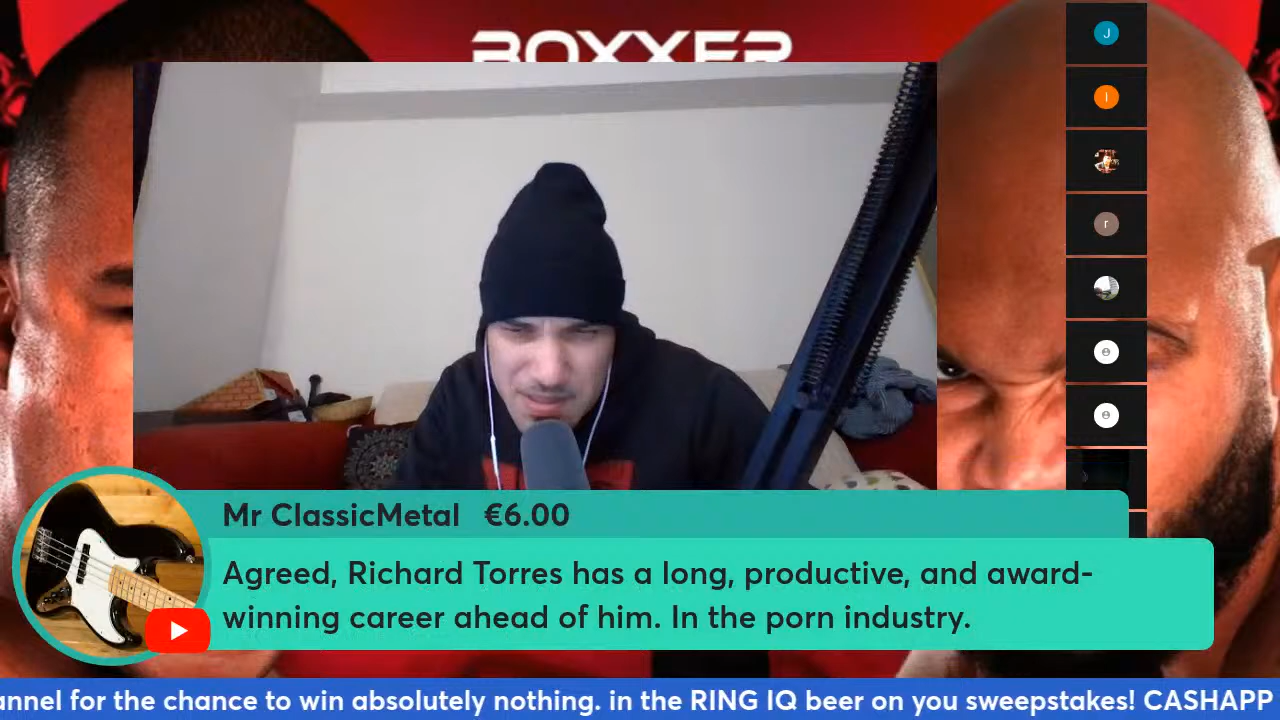 BOXXER
J
I
r
Mr ClassicMetal €6.00
Agreed, Richard Torres has a long, productive, and award-
winning career ahead of him. In the porn industry.
annel for the chance to win absolutely nothing. in the RING IQ beer on you sweepstakes! CASHAPP